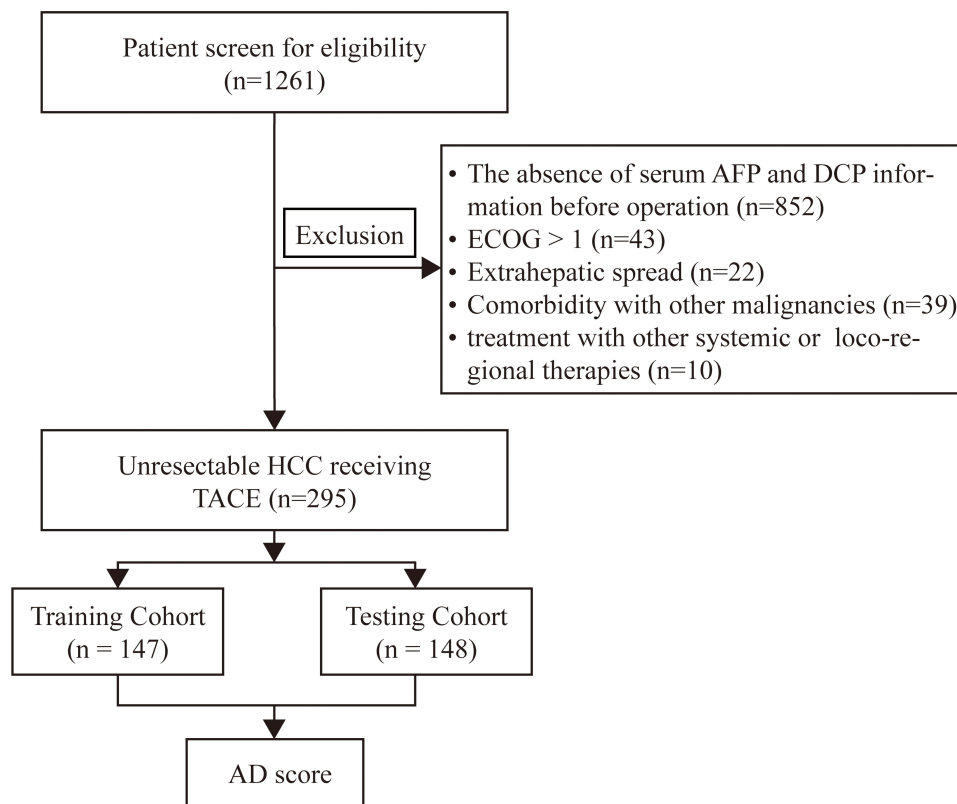 Patient screen for eligibility
(n=1261)
• The absence of serum AFP and DCP infor-
mation before operation (n=852)
• ECOG > 1 (n=43)
• Extrahepatic spread (n=22)
• Comorbidity with other malignancies (n=39)
• treatment with other systemic or loco-re-
gional therapies (n=10)
Exclusion
Unresectable HCC receiving
TACE (n=295)
Training Cohort
(n = 147)
Testing Cohort
(n = 148)
AD score